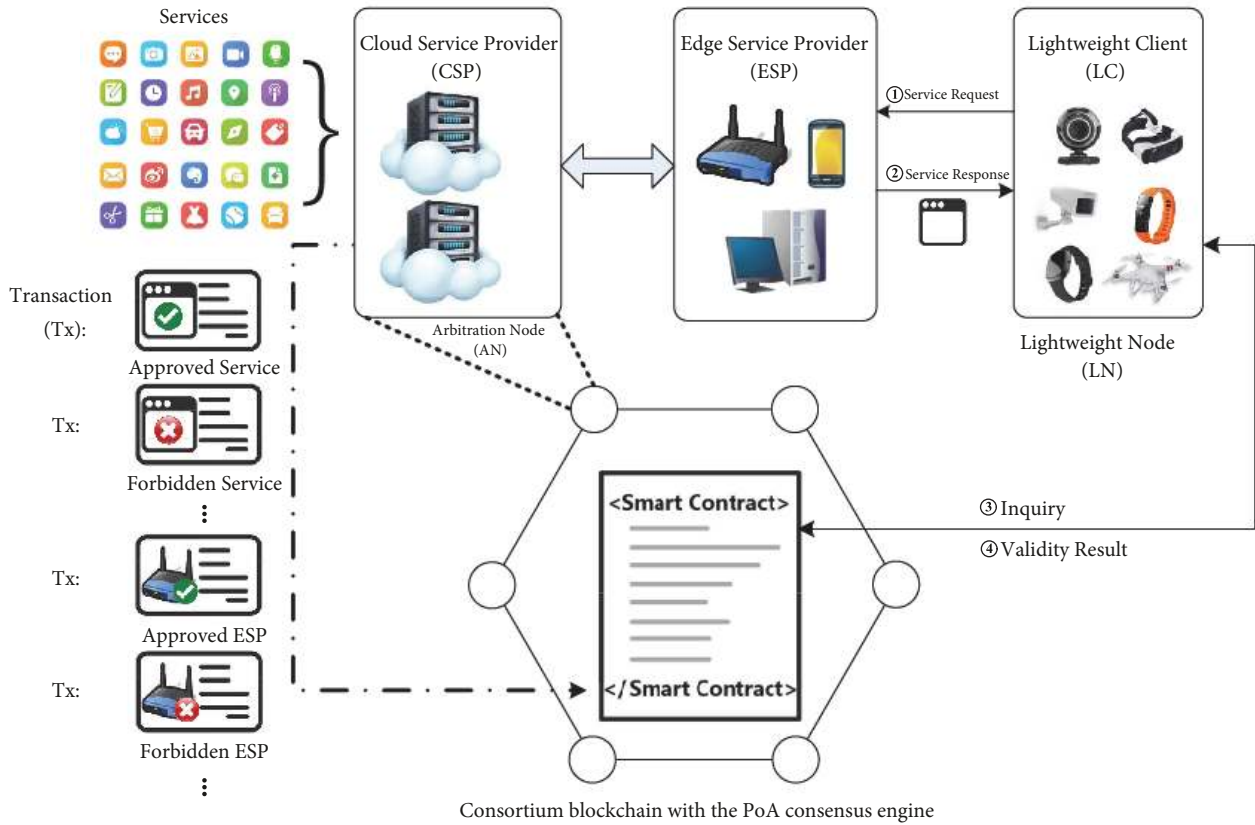 Services
Cloud Service Provider
(CSP)
Edge Service Provider
(ESP)
Lightweight Client
(LC)
①Service Request
②Service Response
Transaction
(Tx):
Approved Service
Tx:
Forbidden Service
Tx:
Approved ESP
Tx:
Forbidden ESP
Arbitration Node
(AN)
Lightweight Node
(LN)
<Smart Contract>
</Smart Contract>
③Inquiry
④Validity Result
Consortium blockchain with the PoA consensus engine